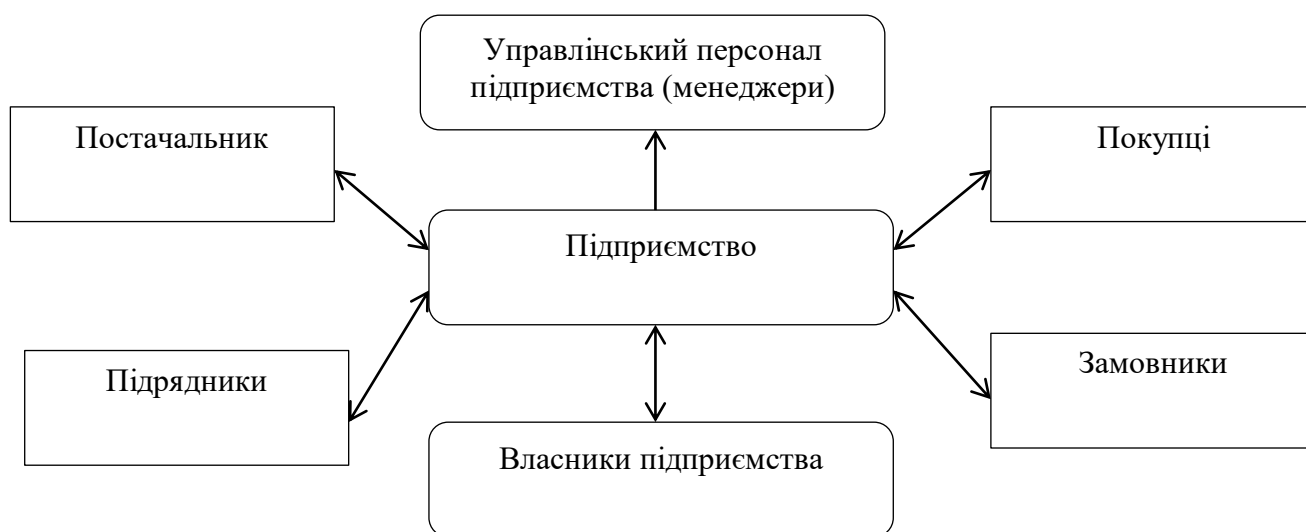 Управлінський персонал
підприємства (менеджери)
Постачальник
Покупці
Підприємство
Підрядники
Замовники
Власники підприємства